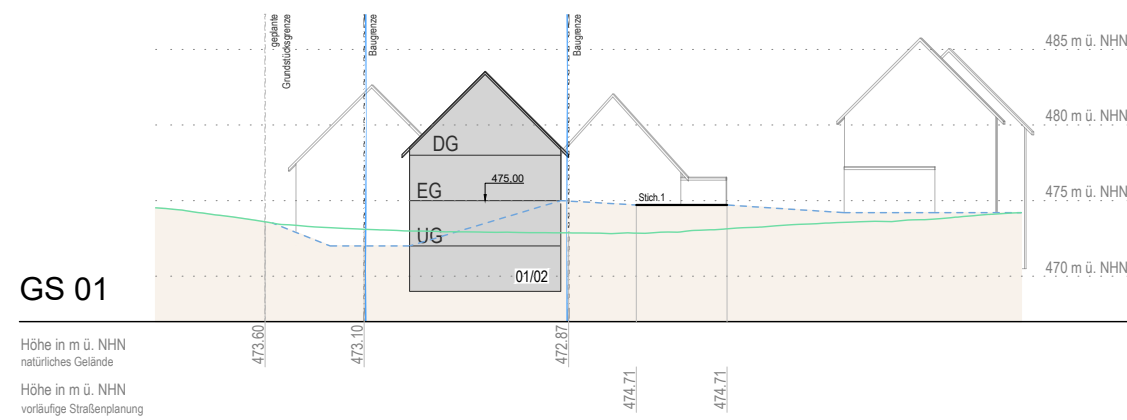 geplante
Grundstücksgrenze
Baugrenze
Baugrenze
485 m ü. NHN
480 m ü. NHN
DG
475.00
EG
Stich.1
475 m ü. NHN
UG
01/02
470 m ü. NHN
GS 01
Höhe in m ü. NHN
natürliches Gelände
473.60
473.10
472.87
Höhe in m ü. NHN
vorläufige Straßenplanung
474.71
474.71